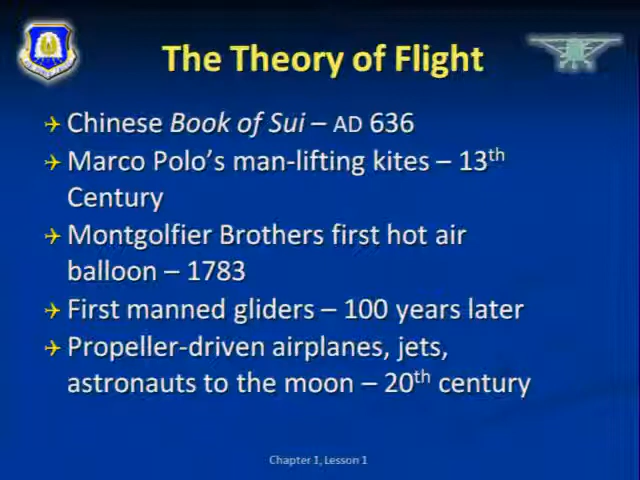 The Theory of Flight
Chinese Book of Sui – AD 636
Marco Polo's man-lifting kites – 13th
Century
Montgolfier Brothers first hot air
balloon – 1783
First manned gliders – 100 years later
Propeller-driven airplanes, jets,
astronauts to the moon – 20th century
Chapter 1, Lesson 1